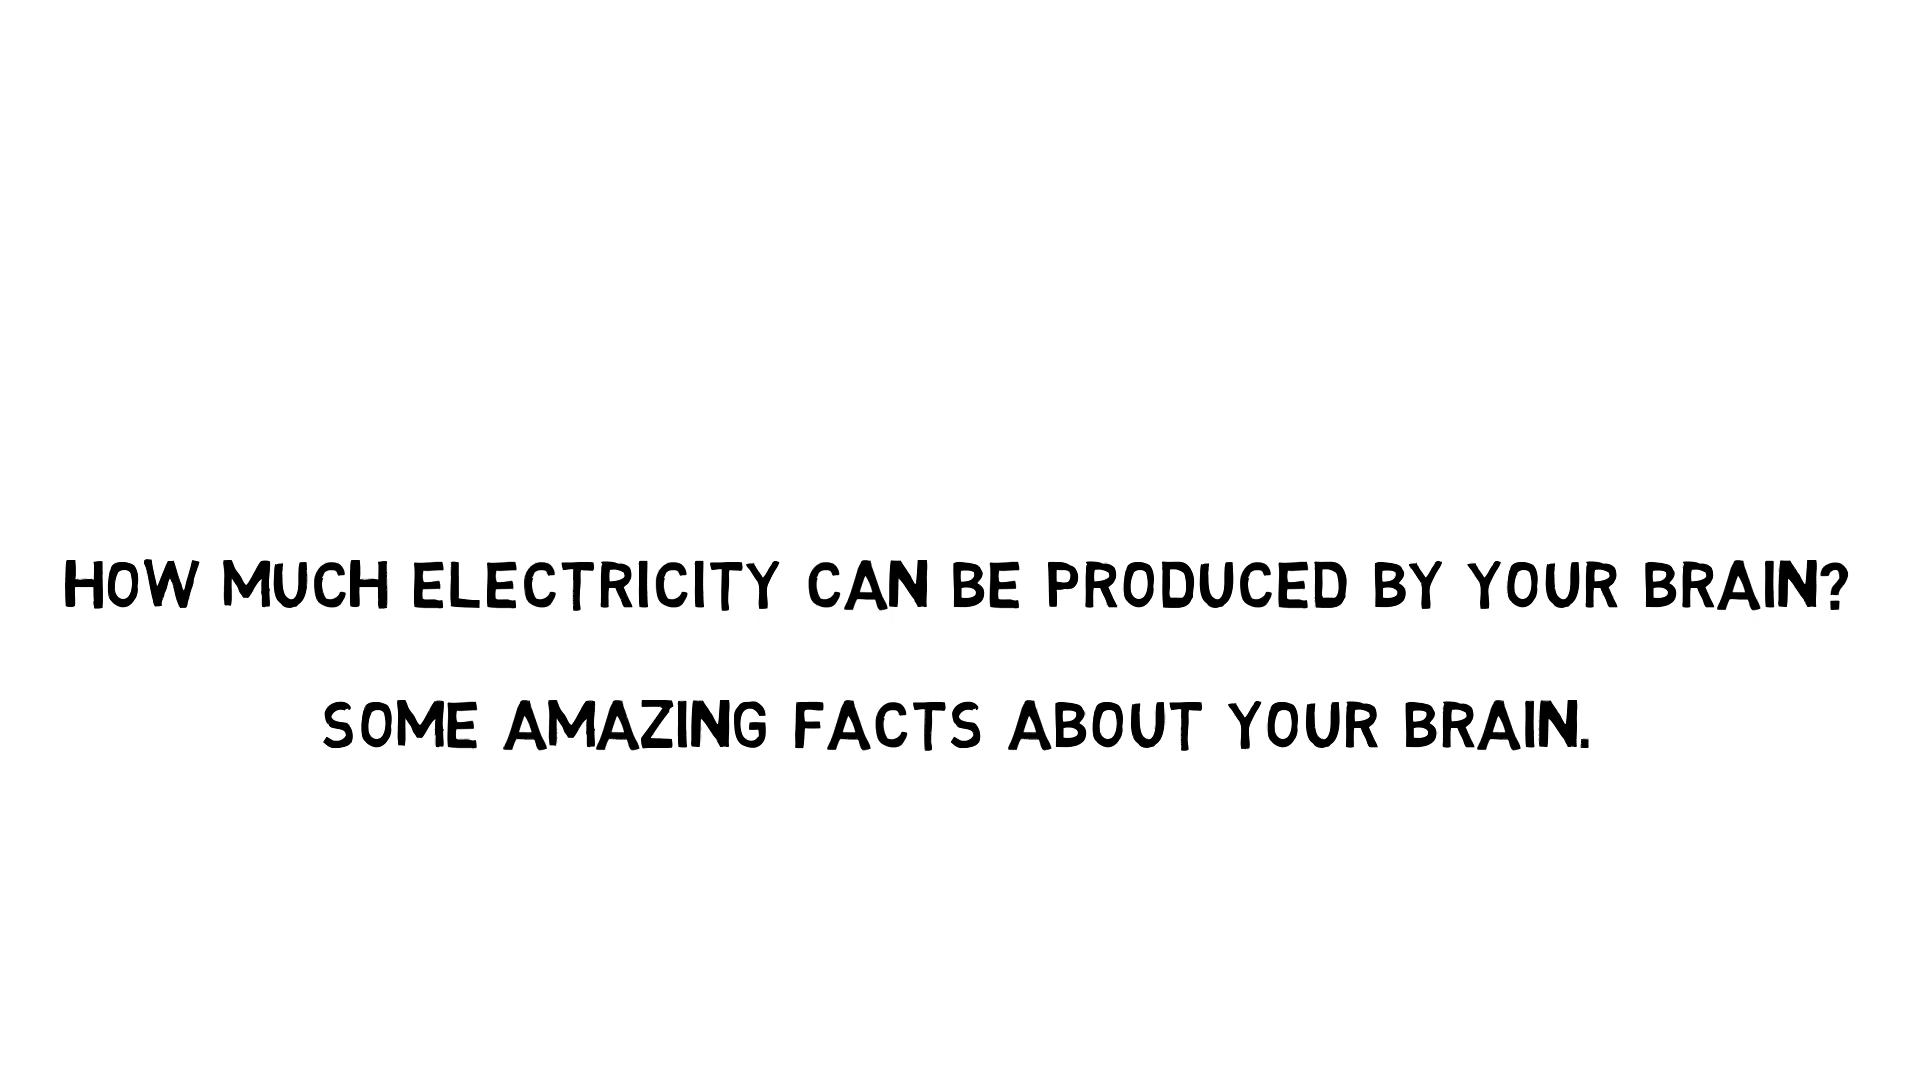 HOW MUCH ELECTRICITY CAN BE PRODUCED BY YOUR BRAIN?
SOME AMAZING FACTS ABOUT YOUR BRAIN.